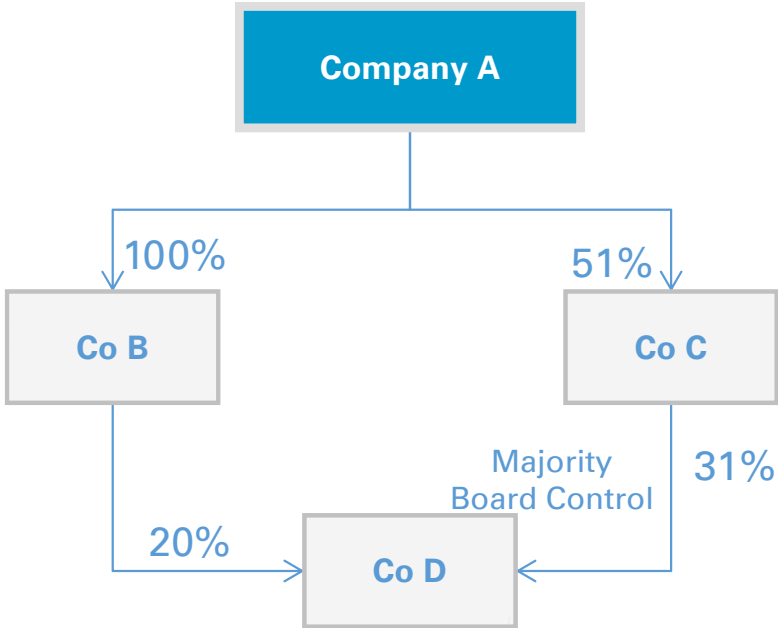 Company A
100%
51%
Co B
Co C
Majority
Board Control
31%
20%
Co D